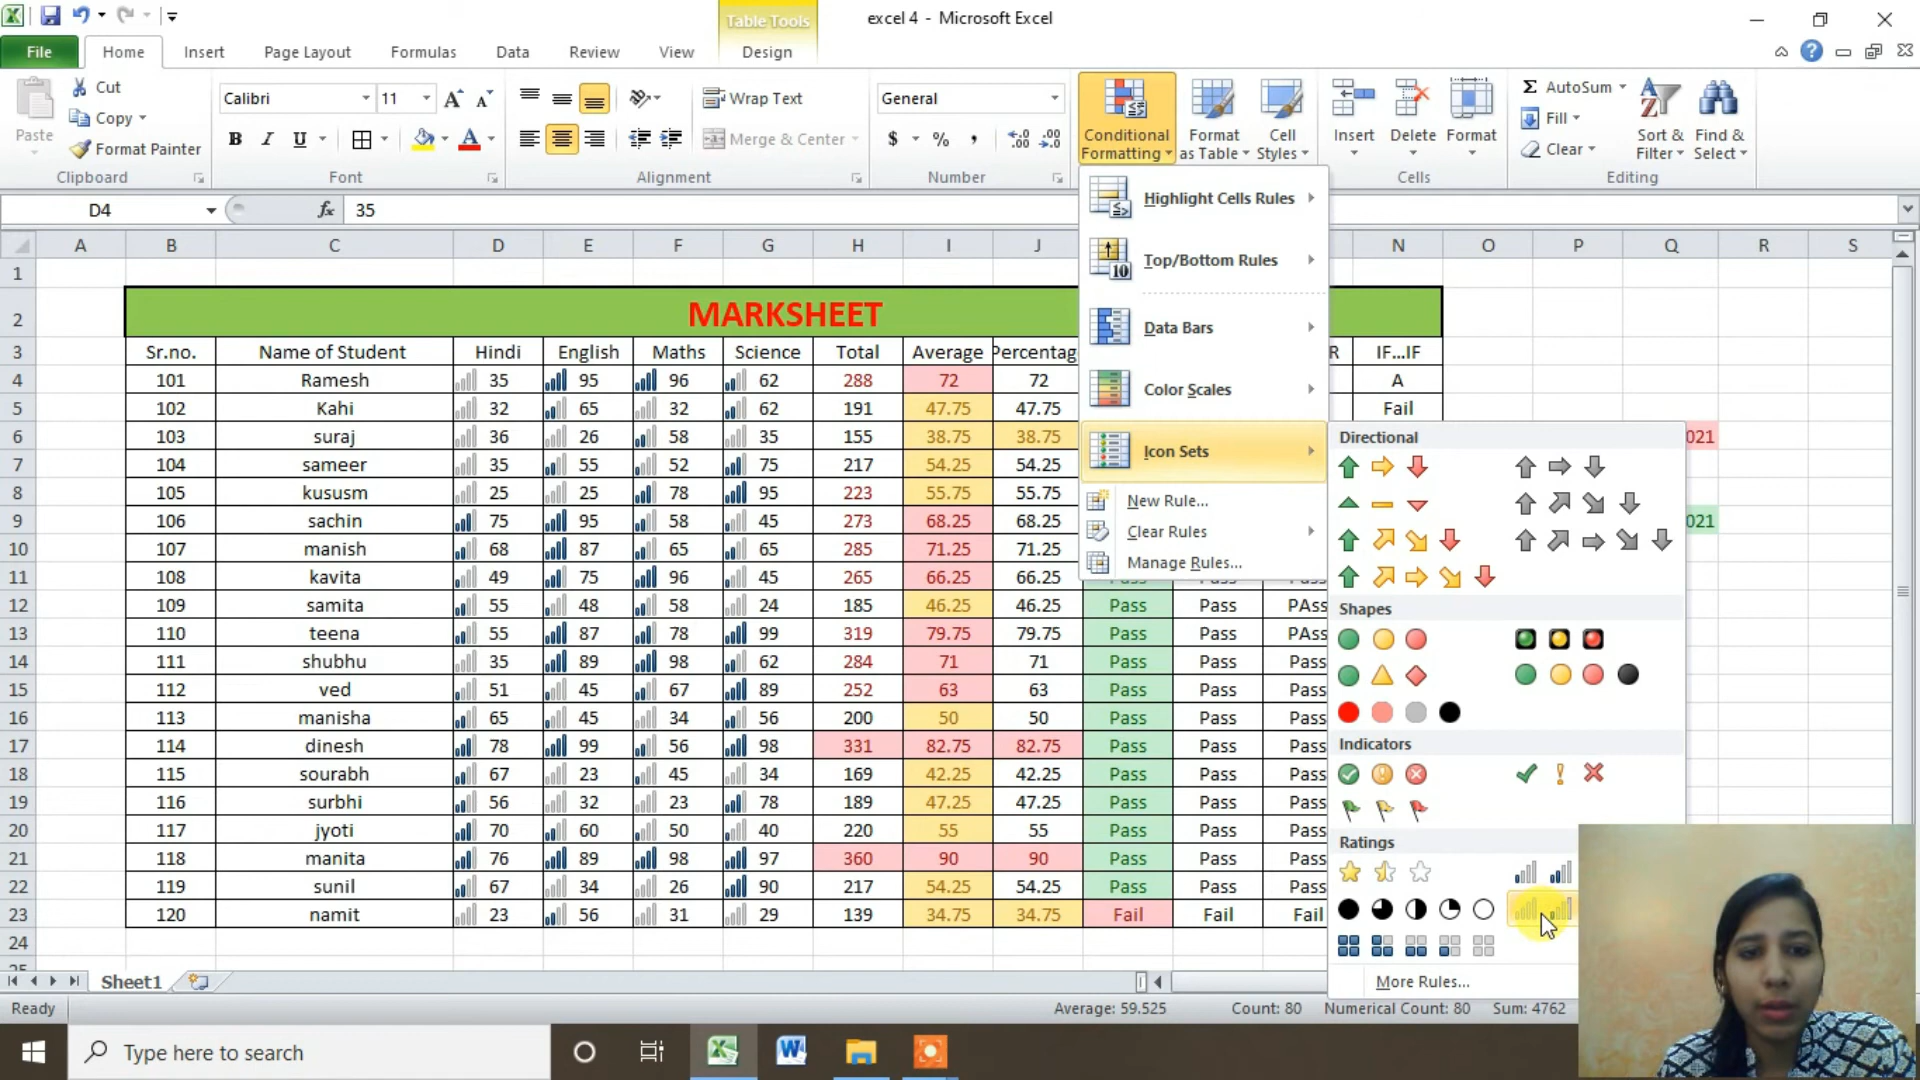 Table Tools
excel 4 - Microsoft Excel
File Home Insert Page Layout Formulas Data Review View Design
Paste Cut Copy Format Painter
Calibri 11 Wrap Text General
Merge & Center
Conditional Formatting Format as Table Cell Styles Insert Delete Format
AutoSum Fill Clear Sort & Filter Find & Select
Clipboard Font Alignment Number Cells Editing
D4 fx 35
A B C D E F G H I J N O P Q R S
1
2 MARKSHEET
3 Sr.no. Name of Student Hindi English Maths Science Total Average Percentag R IF...IF
4 101 Ramesh 35 95 96 62 288 72 72 A
5 102 Kahi 32 65 32 62 191 47.75 47.75 Fail
6 103 suraj 36 26 58 35 155 38.75 38.75 021
7 104 sameer 35 55 52 75 217 54.25 54.25
8 105 kususm 25 25 78 95 223 55.75 55.75
9 106 sachin 75 95 58 45 273 68.25 68.25 021
10 107 manish 68 87 65 65 285 71.25 71.25
11 108 kavita 49 75 96 45 265 66.25 66.25
12 109 samita 55 48 58 24 185 46.25 46.25 Pass Pass PAss
13 110 teena 55 87 78 99 319 79.75 79.75 Pass Pass PAss
14 111 shubhu 35 89 98 62 284 71 71 Pass Pass Pass
15 112 ved 51 45 67 89 252 63 63 Pass Pass Pass
16 113 manisha 65 45 34 56 200 50 50 Pass Pass Pass
17 114 dinesh 78 99 56 98 331 82.75 82.75 Pass Pass Pass
18 115 sourabh 67 23 45 34 169 42.25 42.25 Pass Pass Pass
19 116 surbhi 56 32 23 78 189 47.25 47.25 Pass Pass Pass
20 117 jyoti 70 60 50 40 220 55 55 Pass Pass Pass
21 118 manita 76 89 98 97 360 90 90 Pass Pass Pass
22 119 sunil 67 34 26 90 217 54.25 54.25 Pass Pass Pass
23 120 namit 23 56 31 29 139 34.75 34.75 Fail Fail Fail
24
Highlight Cells Rules
Top/Bottom Rules
Data Bars
Color Scales
Icon Sets
New Rule...
Clear Rules
Manage Rules...
Directional
Shapes
Indicators
Ratings
More Rules...
Sheet1
Ready Average: 59.525 Count: 80 Numerical Count: 80 Sum: 4762
Type here to search